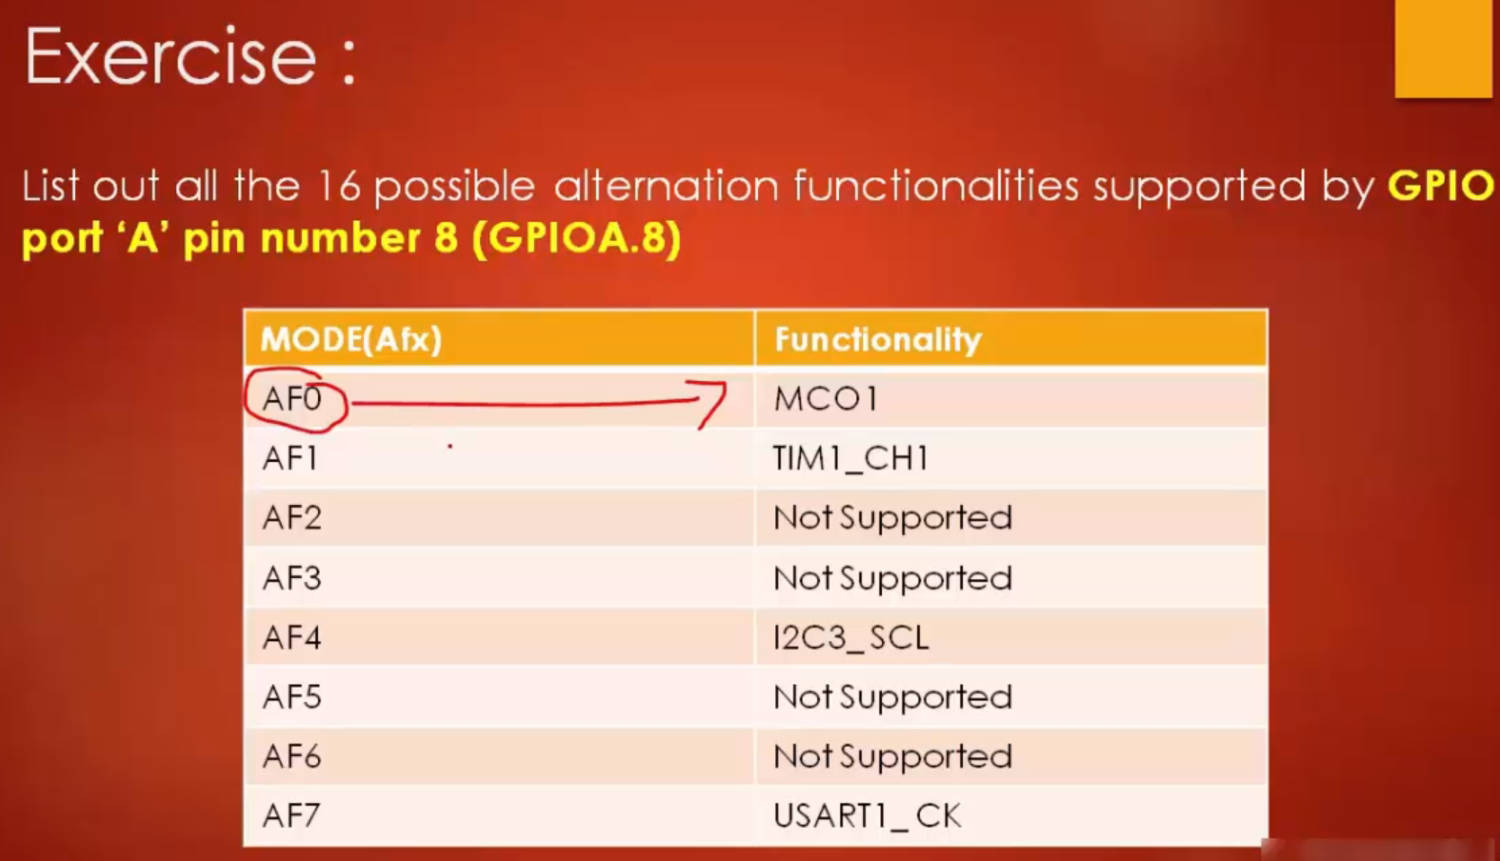 Exercise :
List out all the 16 possible alternation functionalities supported by GPIO
port ‘A’ pin number 8 (GPIOA.8)
MODE(Afx) Functionality
AF0 MCO1
AF1 TIM1_CH1
AF2 Not Supported
AF3 Not Supported
AF4 I2C3_SCL
AF5 Not Supported
AF6 Not Supported
AF7 USART1_CK